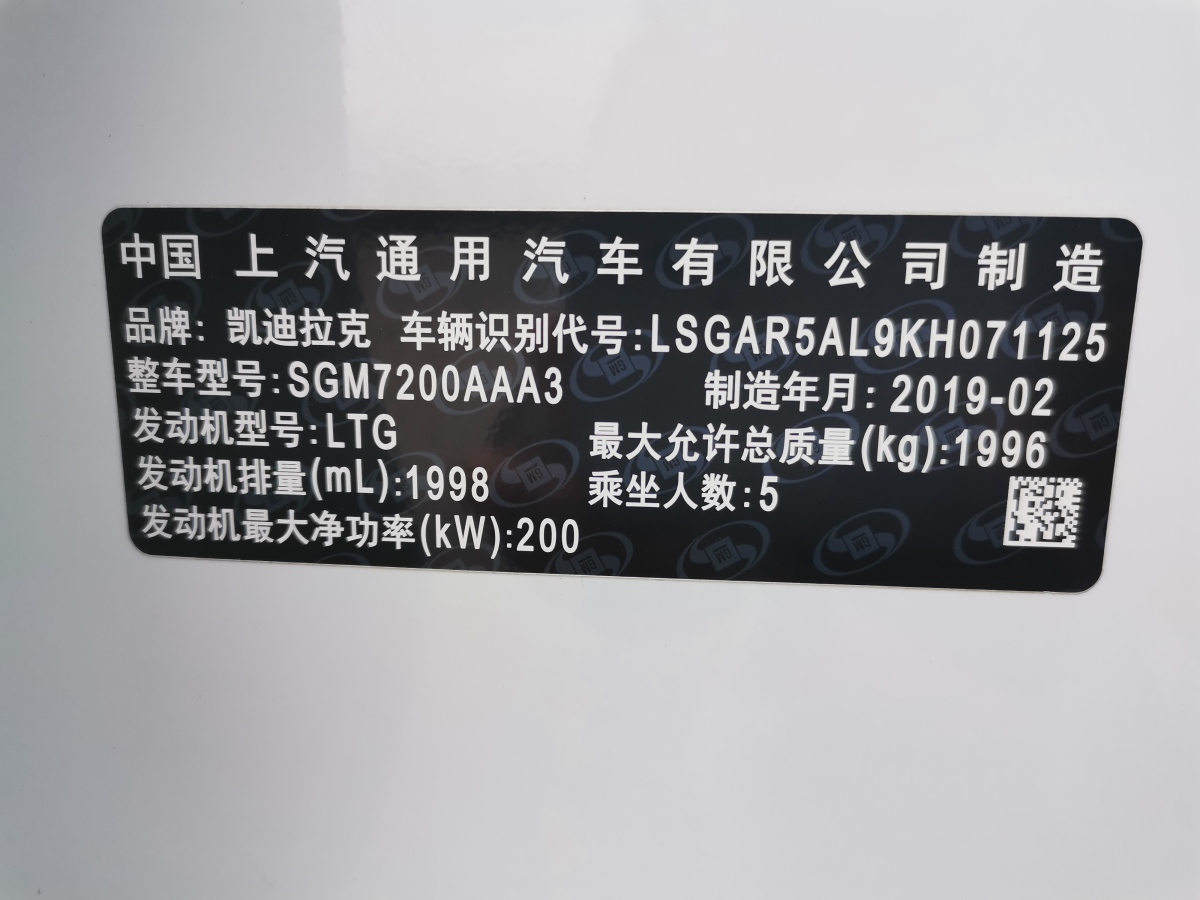 中国 上汽通用汽车有限公司制造
品牌: 凯迪拉克 车辆识别代号:LSGAR5AL9KH071125
整车型号:SGM7200AAA3 制造年月: 2019-02
发动机型号:LTG 最大允许总质量(kg):1996
发动机排量(mL):1998 乘坐人数:5
发动机最大净功率(kW):200